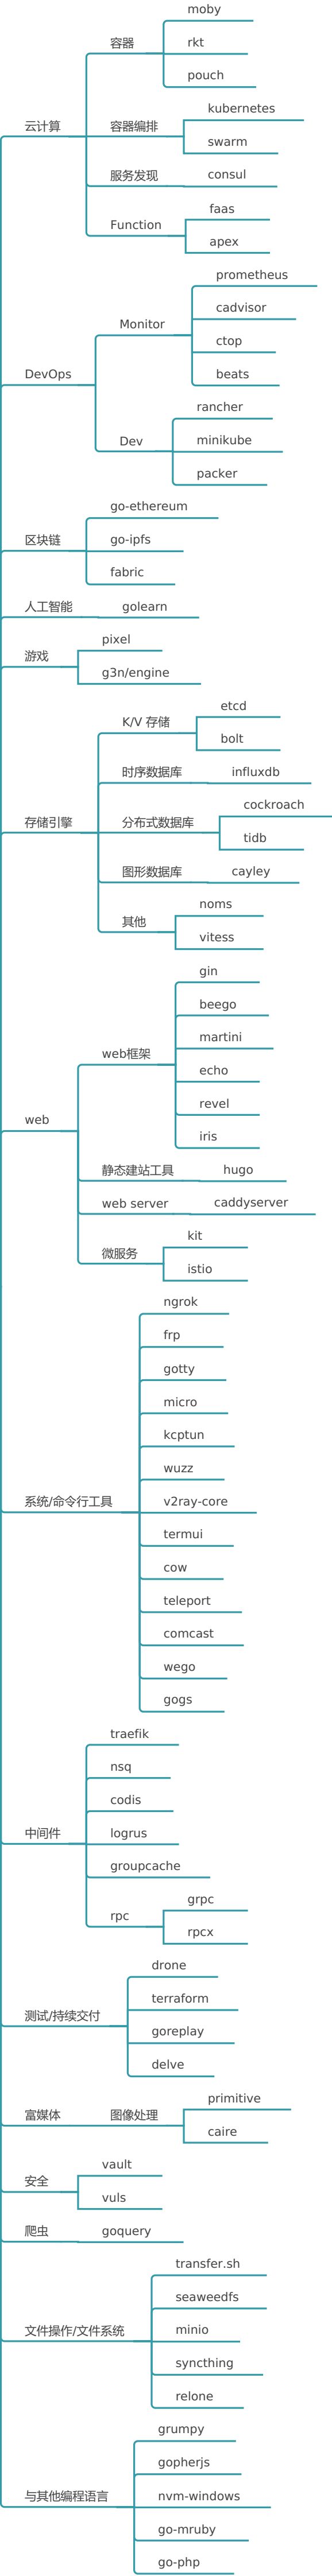 moby
容器
rkt
pouch
kubernetes
云计算
容器编排
swarm
服务发现
consul
faas
Function
apex
prometheus
cadvisor
Monitor
ctop
DevOps
beats
rancher
Dev
minikube
packer
go-ethereum
区块链
go-ipfs
fabric
人工智能
golearn
pixel
游戏
g3n/engine
etcd
K/V 存储
bolt
时序数据库
influxdb
cockroach
存储引擎
分布式数据库
tidb
图形数据库
cayley
noms
其他
vitess
gin
beego
martini
web框架
echo
revel
web
iris
静态建站工具
hugo
web server
caddyserver
kit
微服务
istio
ngrok
frp
gotty
micro
kcptun
wuzz
系统/命令行工具
v2ray-core
termui
cow
teleport
comcast
wego
gogs
traefik
nsq
codis
中间件
logrus
groupcache
grpc
rpc
rpcx
drone
terraform
测试/持续交付
goreplay
delve
primitive
富媒体
图像处理
caire
vault
安全
vuls
爬虫
goquery
transfer.sh
seaweedfs
文件操作/文件系统
minio
syncthing
relone
grumpy
gopherjs
与其他编程语言
nvm-windows
go-mruby
go-php